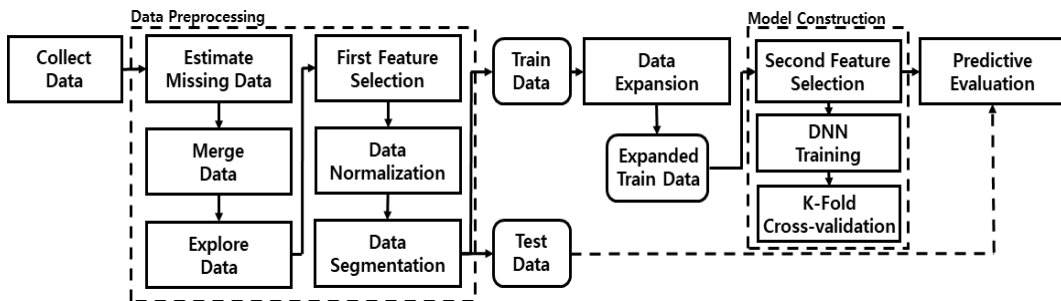 Data Preprocessing
Collect
Data
Estimate
Missing Data
Merge
Data
Explore
Data
First Feature
Selection
Data
Normalization
Data
Segmentation
Train
Data
Test
Data
Data
Expansion
Expanded
Train Data
Model Construction
Second Feature
Selection
DNN
Training
K-Fold
Cross-validation
Predictive
Evaluation